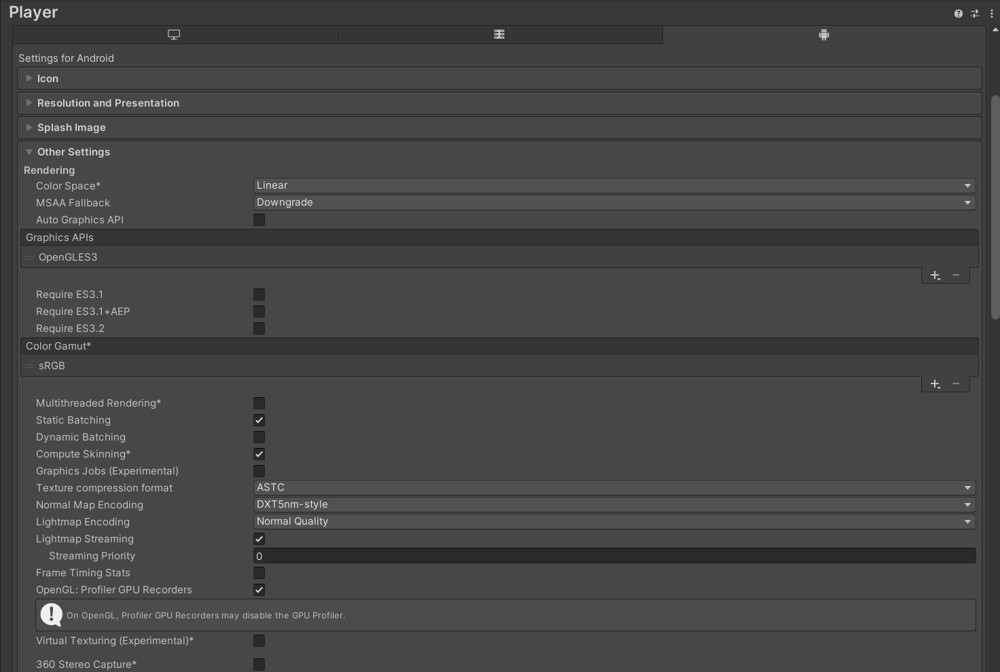 Player
Settings for Android
Icon
Resolution and Presentation
Splash Image
Other Settings
Rendering
Color Space* Linear
MSAA Fallback Downgrade
Auto Graphics API
Graphics APIs
OpenGLES3
Require ES3.1
Require ES3.1+AEP
Require ES3.2
Color Gamut*
sRGB
Multithreaded Rendering*
Static Batching
Dynamic Batching
Compute Skinning*
Graphics Jobs (Experimental)
Texture compression format ASTC
Normal Map Encoding DXT5nm-style
Lightmap Encoding Normal Quality
Lightmap Streaming
Streaming Priority 0
Frame Timing Stats
OpenGL: Profiler GPU Recorders
On OpenGL, Profiler GPU Recorders may disable the GPU Profiler.
Virtual Texturing (Experimental)*
360 Stereo Capture*